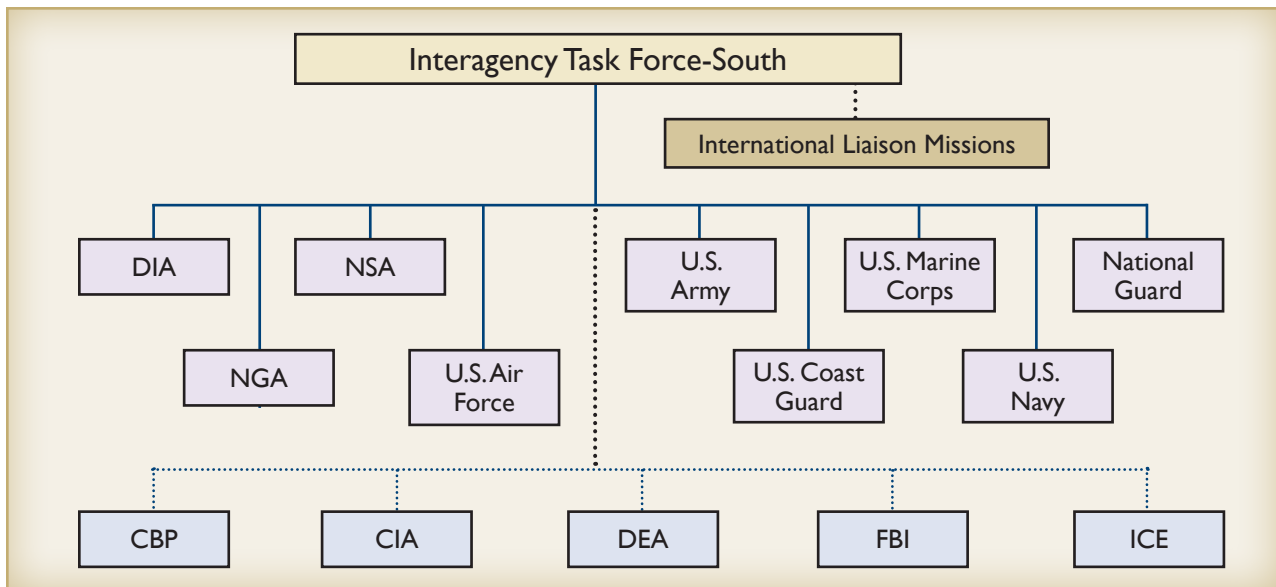 Interagency Task Force-South
International Liaison Missions
DIA
NSA
U.S.
Army
U.S. Marine
Corps
National
Guard
NGA
U.S. Air
Force
U.S. Coast
Guard
U.S.
Navy
CBP
CIA
DEA
FBI
ICE